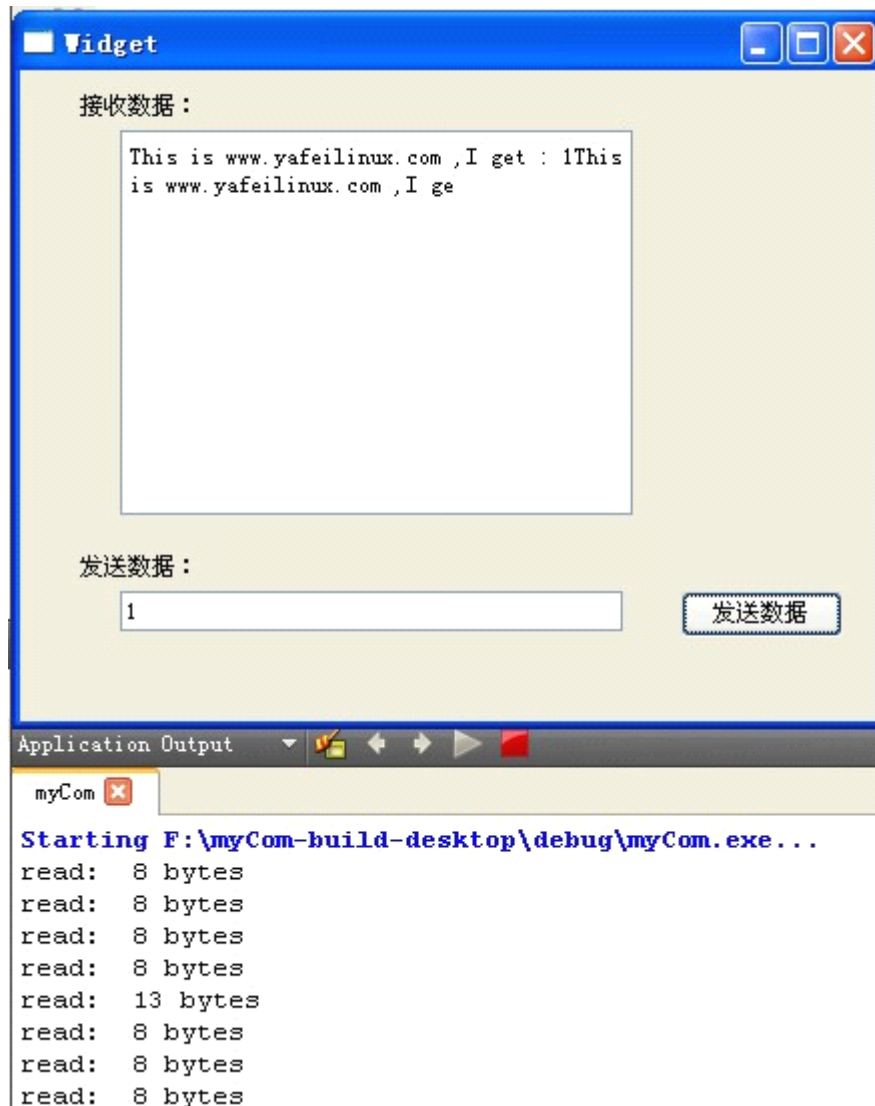 Widget
接收数据：
This is www.yafeilinux.com ,I get : 1This
is www.yafeilinux.com ,I ge
发送数据：
1
发送数据
Application Output
myCom
Starting F:\myCom-build-desktop\debug\myCom.exe...
read:  8 bytes
read:  8 bytes
read:  8 bytes
read:  8 bytes
read:  13 bytes
read:  8 bytes
read:  8 bytes
read:  8 bytes